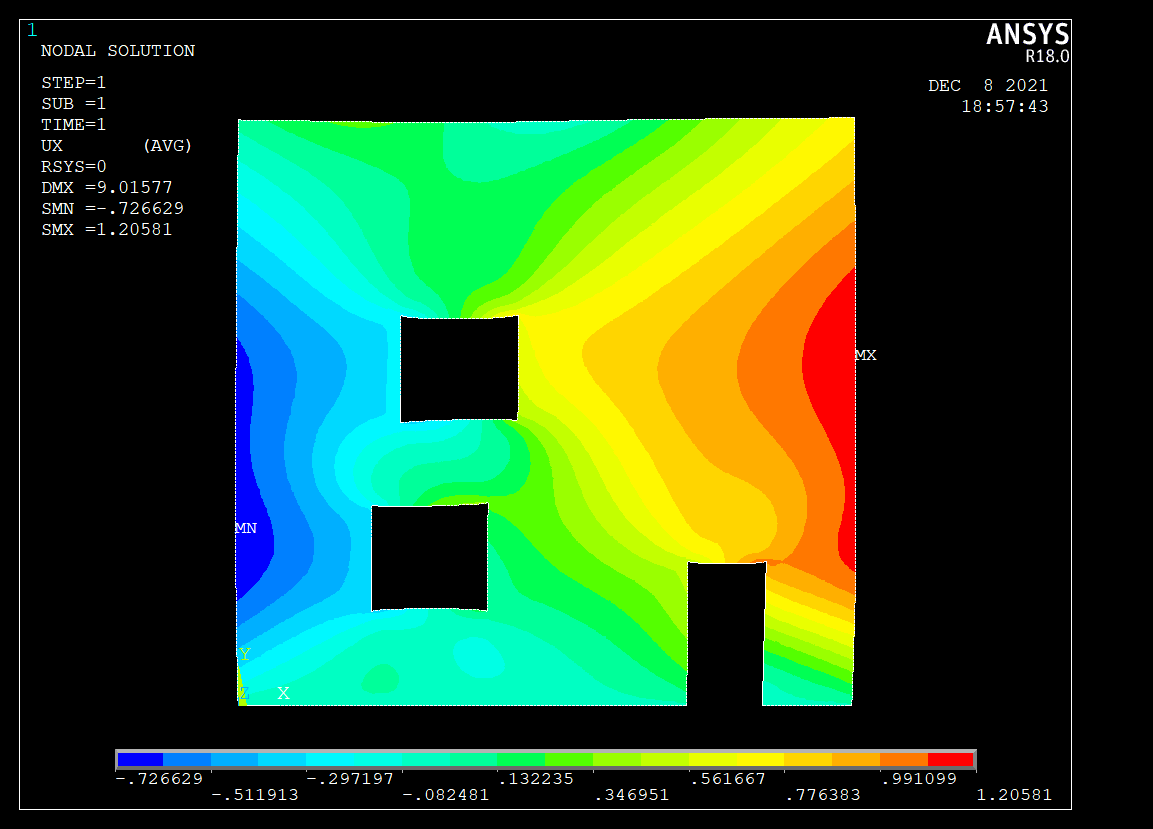 1
ANSYS
R18.0
NODAL SOLUTION
STEP=1
SUB =1
TIME=1
UX (AVG)
RSYS=0
DMX =9.01577
SMN =-.726629
SMX =1.20581
DEC 8 2021
18:57:43
MX
MN
Y
Z X
-.726629 -.297197 .132235 .561667 .991099
-.511913 -.082481 .346951 .776383 1.20581